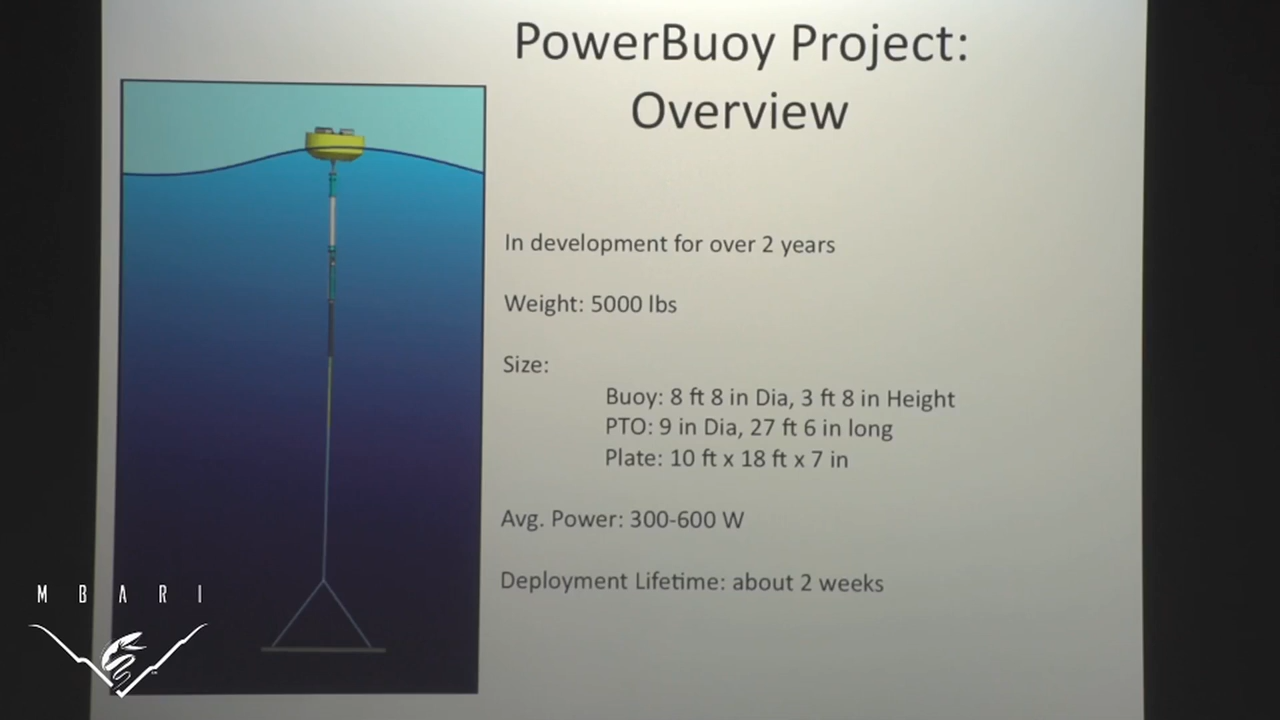 PowerBuoy Project:
Overview
In development for over 2 years
Weight: 5000 lbs
Size:
Buoy: 8 ft 8 in Dia, 3 ft 8 in Height
PTO: 9 in Dia, 27 ft 6 in long
Plate: 10 ft x 18 ft x 7 in
Avg. Power: 300-600 W
Deployment Lifetime: about 2 weeks
MBARI